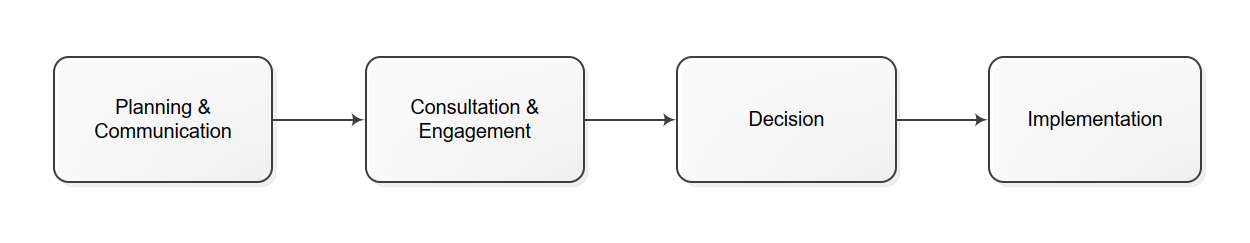 Planning &
Communication
Consultation &
Engagement
Decision
Implementation